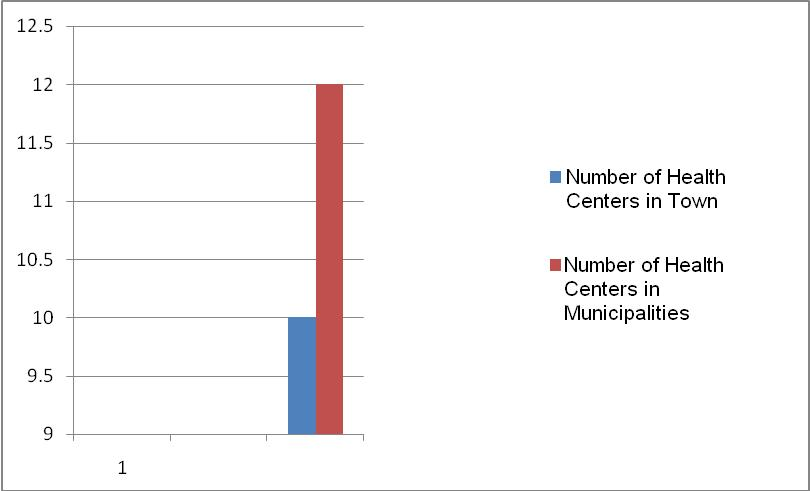 12.5
12
11.5
11
10.5
10
9.5
9
1
Number of Health
Centers in Town
Number of Health
Centers in
Municipalities